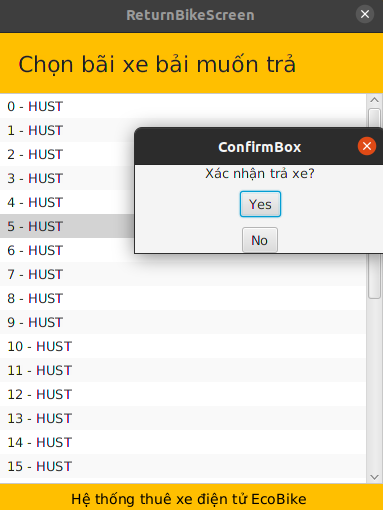 ReturnBikeScreen
Chọn bãi xe bải muốn trả
0 - HUST
1 - HUST
2 - HUST
3 - HUST
4 - HUST
5 - HUST
6 - HUST
7 - HUST
8 - HUST
9 - HUST
10 - HUST
11 - HUST
12 - HUST
13 - HUST
14 - HUST
15 - HUST
ConfirmBox
Xác nhận trả xe?
Yes
No
Hệ thống thuê xe điện tử EcoBike